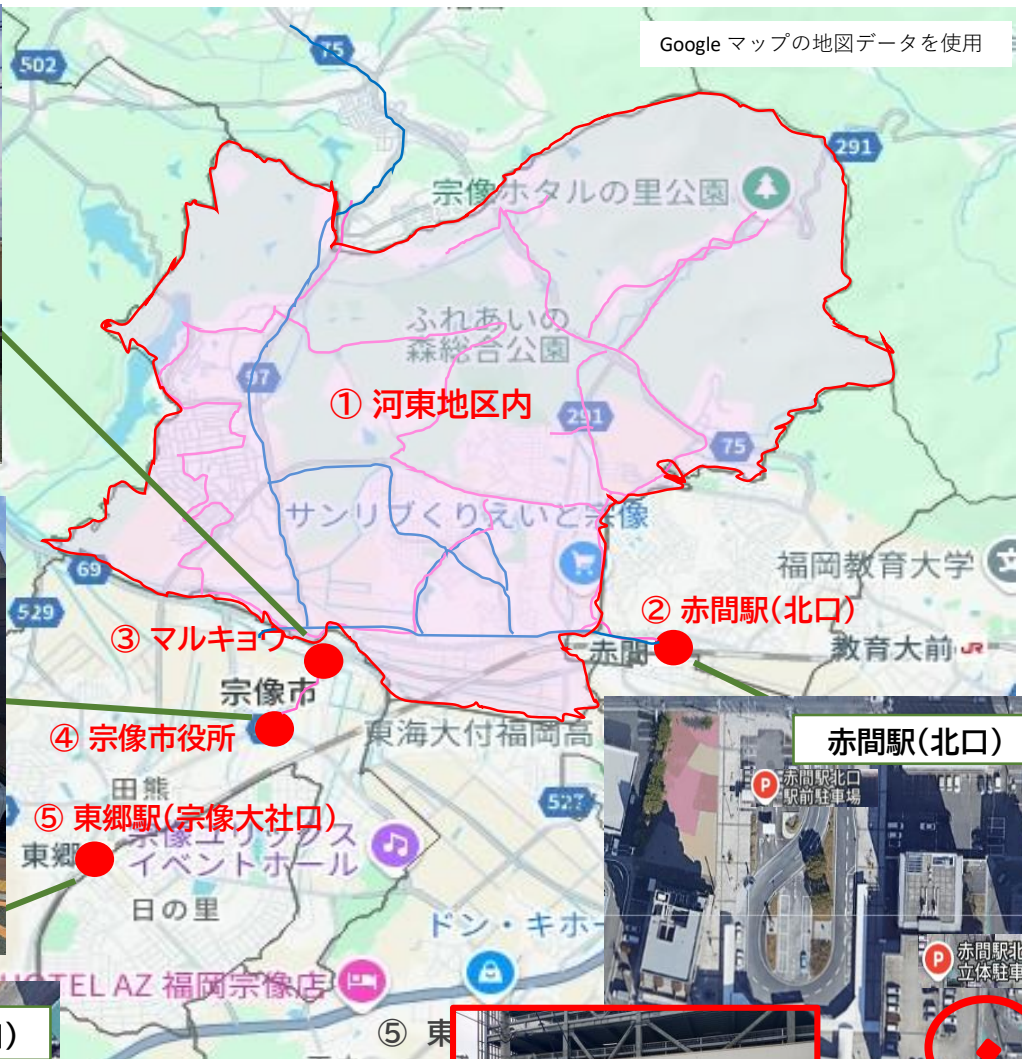 Google マップの地図データを使用
75
502
291
宗像ホタルの里公園
ふれあいの
森総合公園
97
① 河東地区内
291
75
サンリブくりえいと宗像
福岡教育大学
69
529
② 赤間駅(北口)
③ マルキョウ
赤間
教育大前
JR
宗像市
④ 宗像市役所
東海大付福岡高
赤間駅(北口)
P
赤間駅北口
駅前駐車場
田熊
527
⑤ 東郷駅(宗像大社口)
宗像ユリックス
イベントホール
東郷
日の里
ドン・キホー
P
赤間駅北
立体駐車
HOTEL AZ 福岡宗像店
⑤ 東